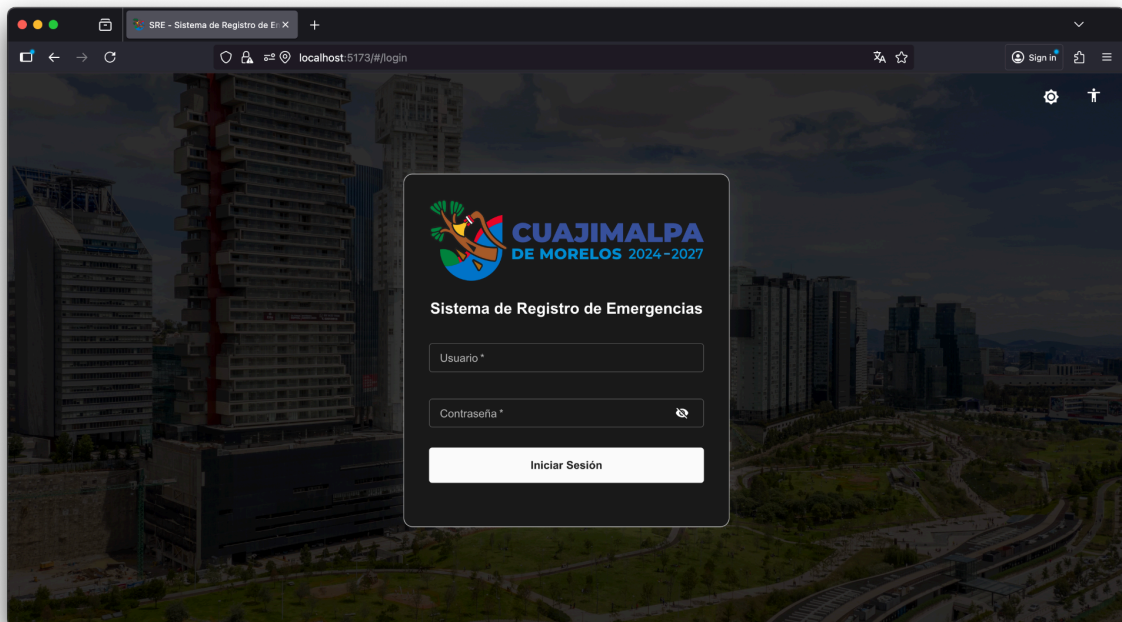 SRE - Sistema de Registro de Er
localhost:5173/#/login
Sign in
CUAJIMALPA
DE MORELOS 2024-2027
Sistema de Registro de Emergencias
Usuario *
Contraseña *
Iniciar Sesión